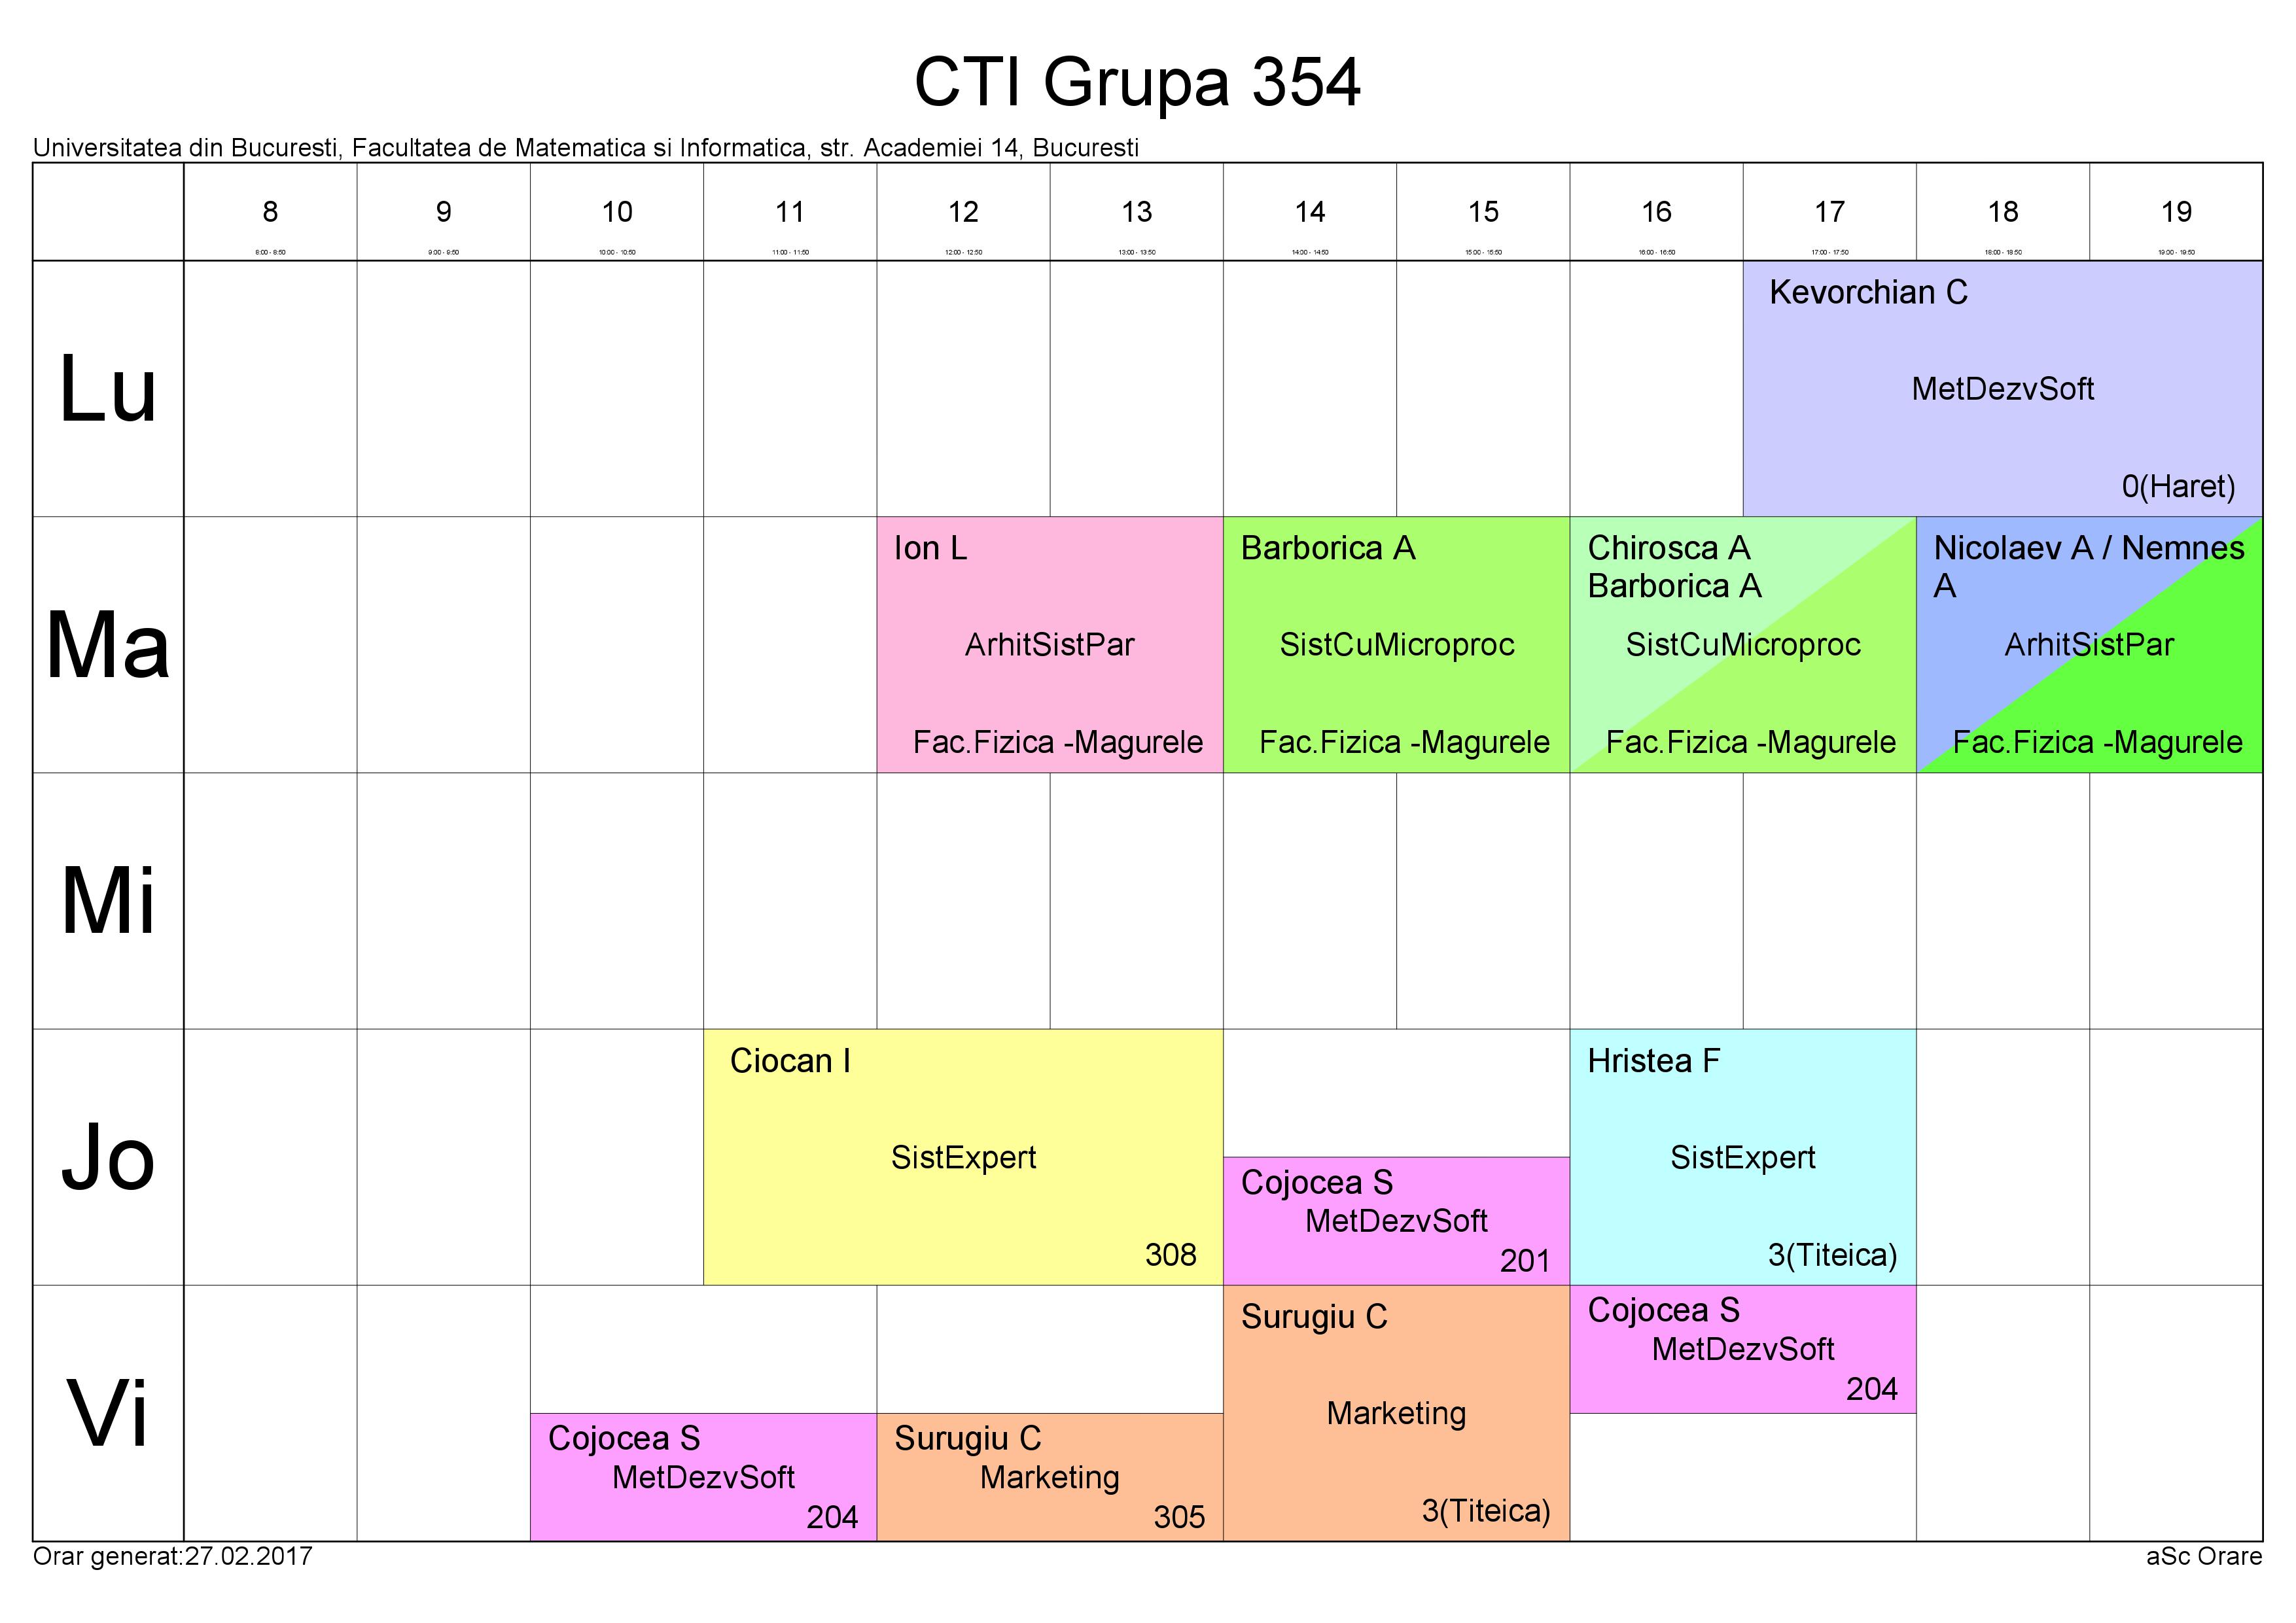 CTI Grupa 354
Universitatea din Bucuresti, Facultatea de Matematica si Informatica, str. Academiei 14, Bucuresti
8 9 10 11 12 13 14 15 16 17 18 19
8:00 - 8:50 9:00 - 9:50 10:00 - 10:50 11:00 - 11:50 12:00 - 12:50 13:00 - 13:50 14:00 - 14:50 15:00 - 15:50 16:00 - 16:50 17:00 - 17:50 18:00 - 18:50 19:00 - 19:50
Lu
Kevorchian C
MetDezvSoft
0(Haret)
Ma
Ion L
ArhitSistPar
Fac.Fizica -Magurele
Barborica A
SistCuMicroproc
Fac.Fizica -Magurele
Chirosca A
Barborica A
SistCuMicroproc
Fac.Fizica -Magurele
Nicolaev A / Nemnes
A
ArhitSistPar
Fac.Fizica -Magurele
Mi
Jo
Ciocan I
SistExpert
308
Cojocea S
MetDezvSoft
201
Hristea F
SistExpert
3(Titeica)
Vi
Cojocea S
MetDezvSoft
204
Surugiu C
Marketing
305
Surugiu C
Marketing
3(Titeica)
Cojocea S
MetDezvSoft
204
Orar generat:27.02.2017
aSc Orare